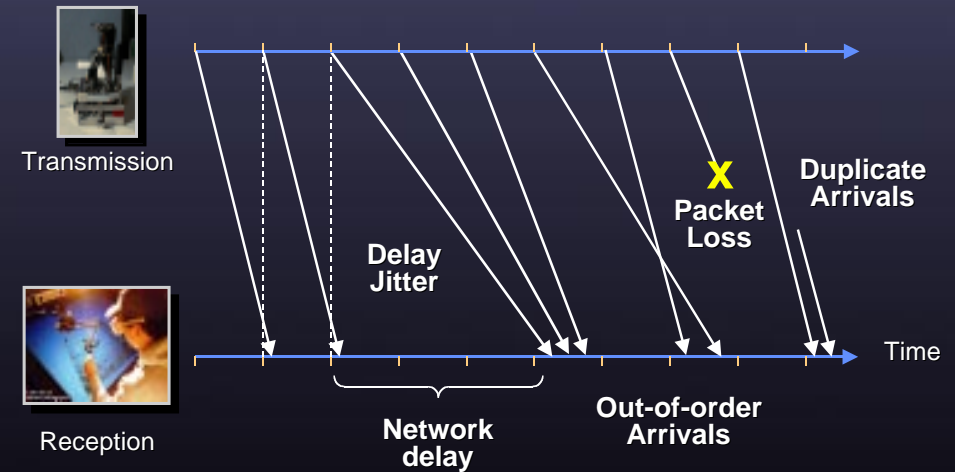 Transmission
X
Packet
Loss
Duplicate
Arrivals
Delay
Jitter
Time
Reception
Network
delay
Out-of-order
Arrivals